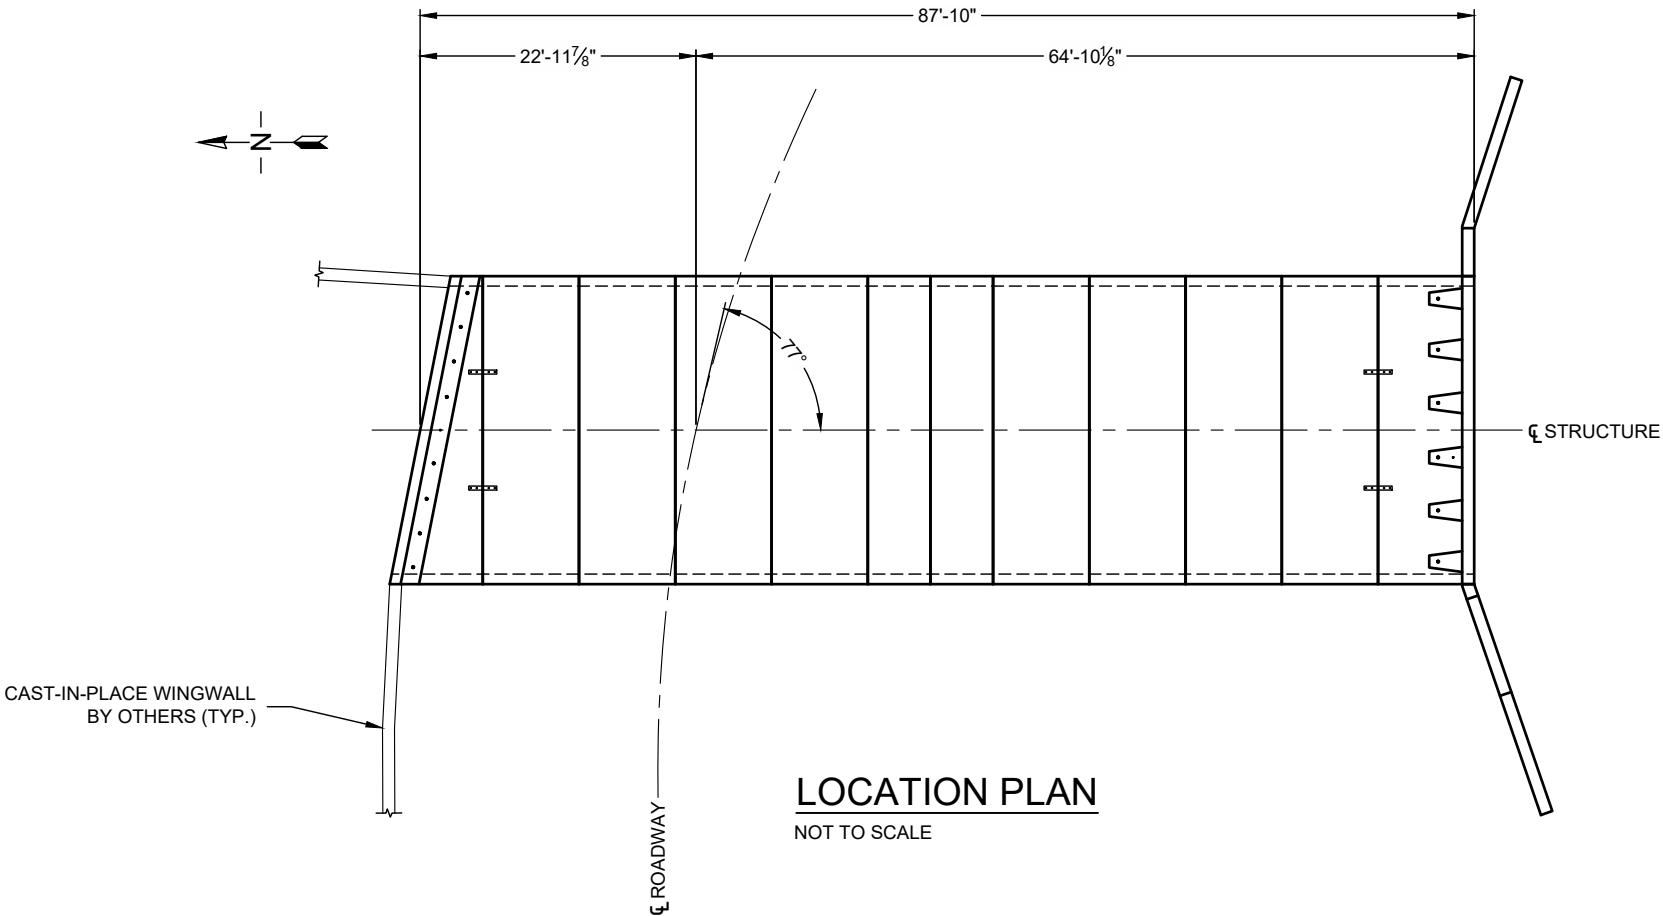 87'-10"
22'-11⅞"
64'-10⅛"
N
77°
℄ STRUCTURE
CAST-IN-PLACE WINGWALL
BY OTHERS (TYP.)
LOCATION PLAN
NOT TO SCALE
℄ ROADWAY